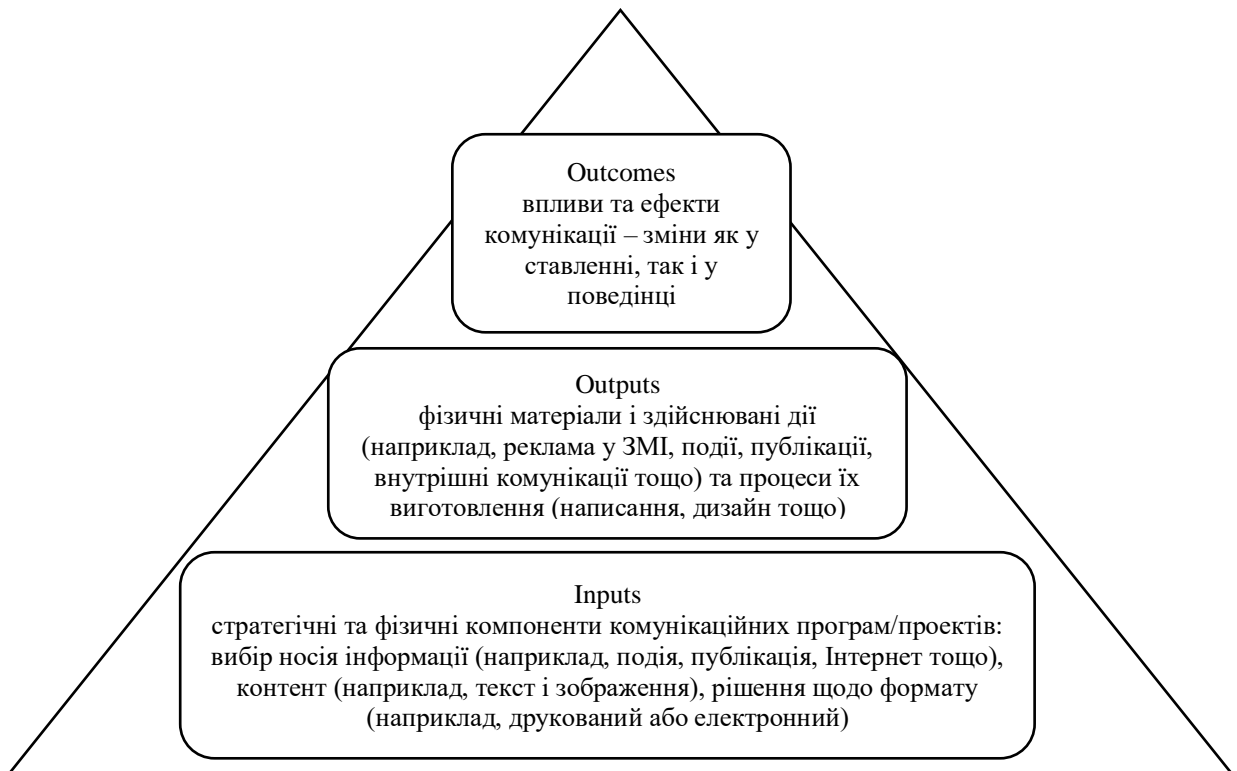 Outcomes
впливи та ефекти
комунікації – зміни як у
ставленні, так і у
поведінці
Outputs
фізичні матеріали і здійснювані дії
(наприклад, реклама у ЗМІ, події, публікації,
внутрішні комунікації тощо) та процеси їх
виготовлення (написання, дизайн тощо)
Inputs
стратегічні та фізичні компоненти комунікаційних програм/проектів:
вибір носія інформації (наприклад, подія, публікація, Інтернет тощо),
контент (наприклад, текст і зображення), рішення щодо формату
(наприклад, друкований або електронний)